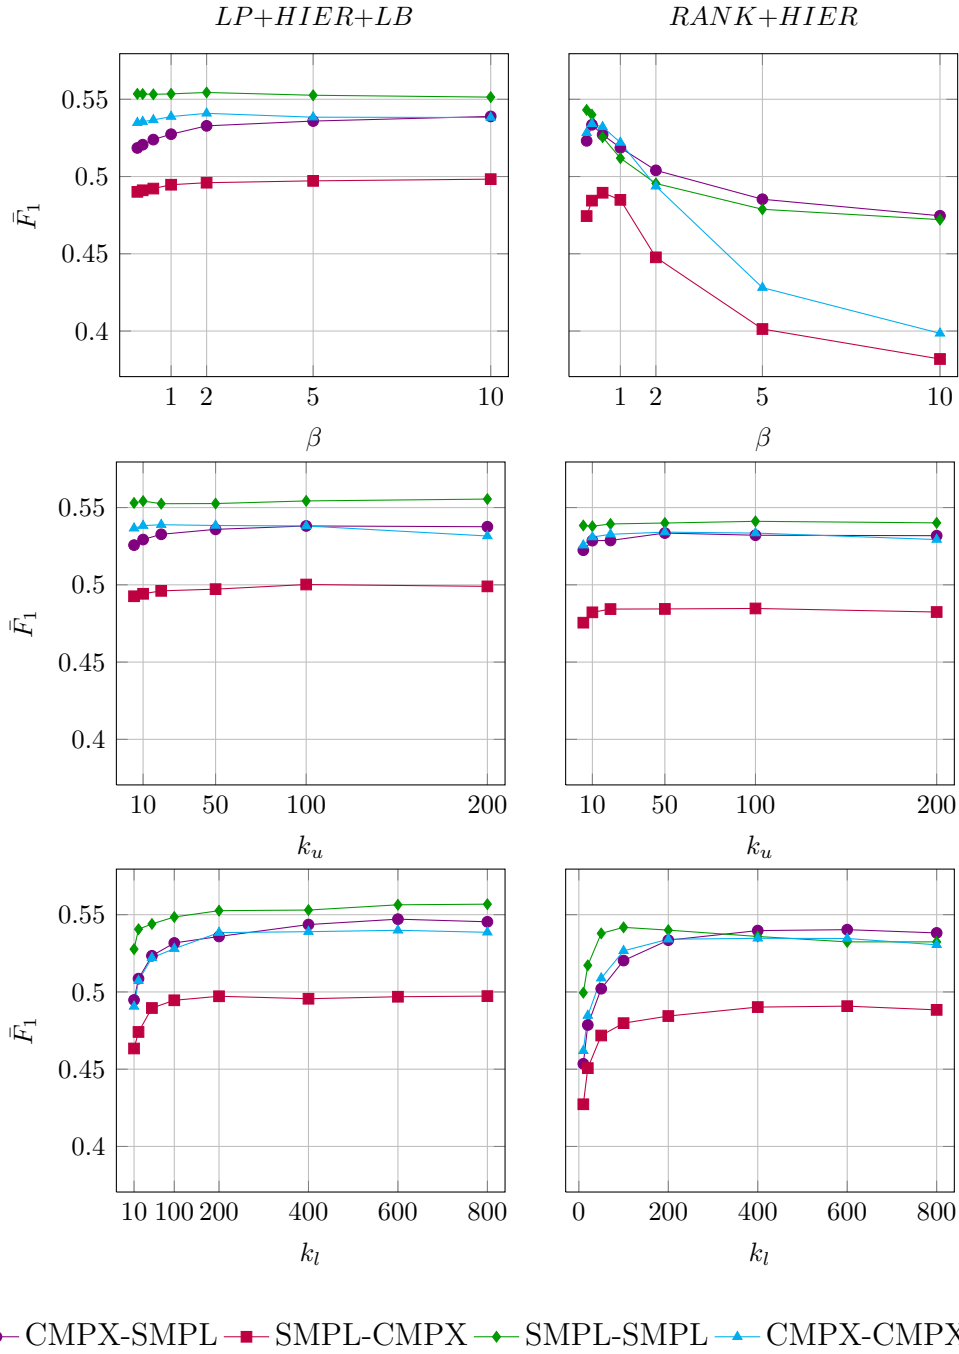 LP+HIER+LB
RANK+HIER
0.55
0.5
0.45
0.4
F̄₁
1 2 5 10
β
1 2 5 10
β
0.55
0.5
0.45
0.4
F̄₁
10 50 100 200
kᵤ
10 50 100 200
kᵤ
0.55
0.5
0.45
0.4
F̄₁
10 100 200 400 600 800
kₗ
0 200 400 600 800
kₗ
CMPX-SMPL SMPL-CMPX SMPL-SMPL CMPX-CMPX